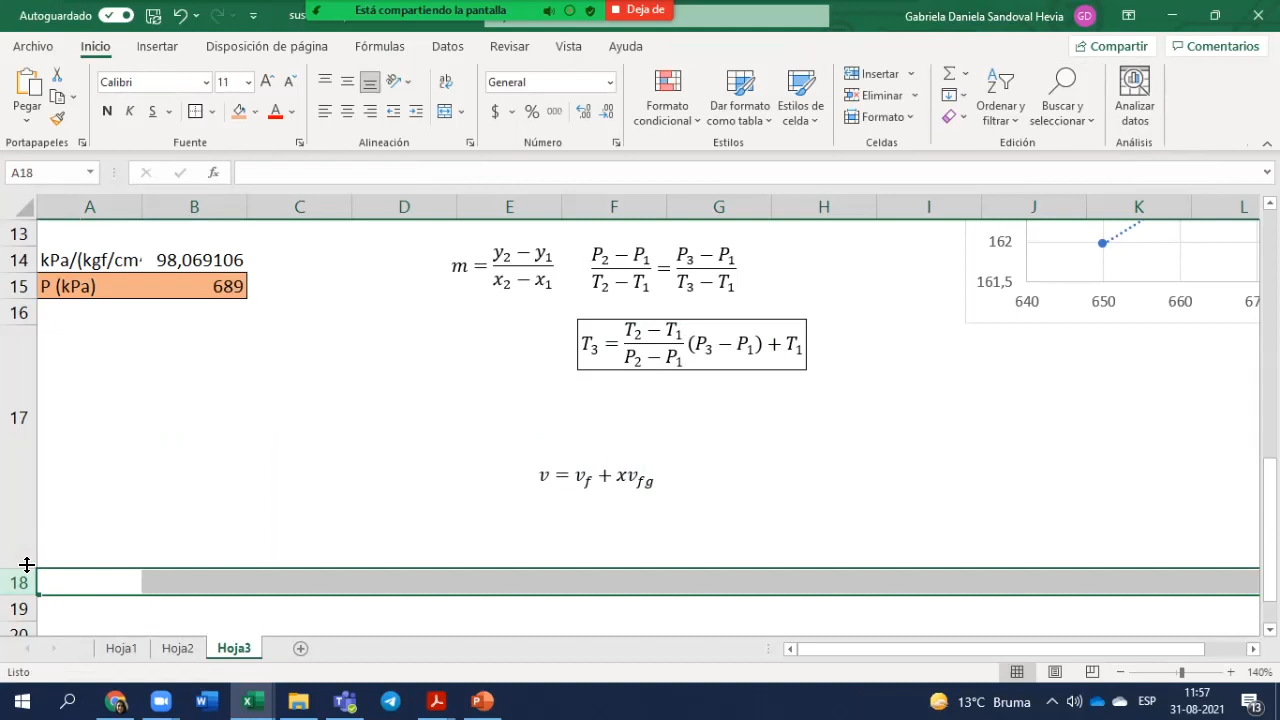 Autoguardado
sus
Está compartiendo la pantalla
Deja de
Gabriela Daniela Sandoval Hevia
GD
Archivo
Inicio
Insertar
Disposición de página
Fórmulas
Datos
Revisar
Vista
Ayuda
Compartir
Comentarios
Pegar
Calibri
11
N K S
General
$ % 000
Formato condicional
Dar formato como tabla
Estilos de celda
Insertar
Eliminar
Formato
Ordenar y filtrar
Buscar y seleccionar
Analizar datos
Portapapeles
Fuente
Alineación
Número
Estilos
Celdas
Edición
Análisis
A18
fx
A B C D E F G H I J K L
13
14 kPa/(kgf/cm 98,069106
15 P (kPa) 689
16
17
18
19
20
m = (y₂ − y₁)/(x₂ − x₁)
(P₂ − P₁)/(T₂ − T₁) = (P₃ − P₁)/(T₃ − T₁)
T₃ = (T₂ − T₁)/(P₂ − P₁) (P₃ − P₁) + T₁
v = v_f + xv_fg
162
161,5
640 650 660 67
Hoja1
Hoja2
Hoja3
Listo
140%
13°C Bruma
ESP
11:57
31-08-2021
13